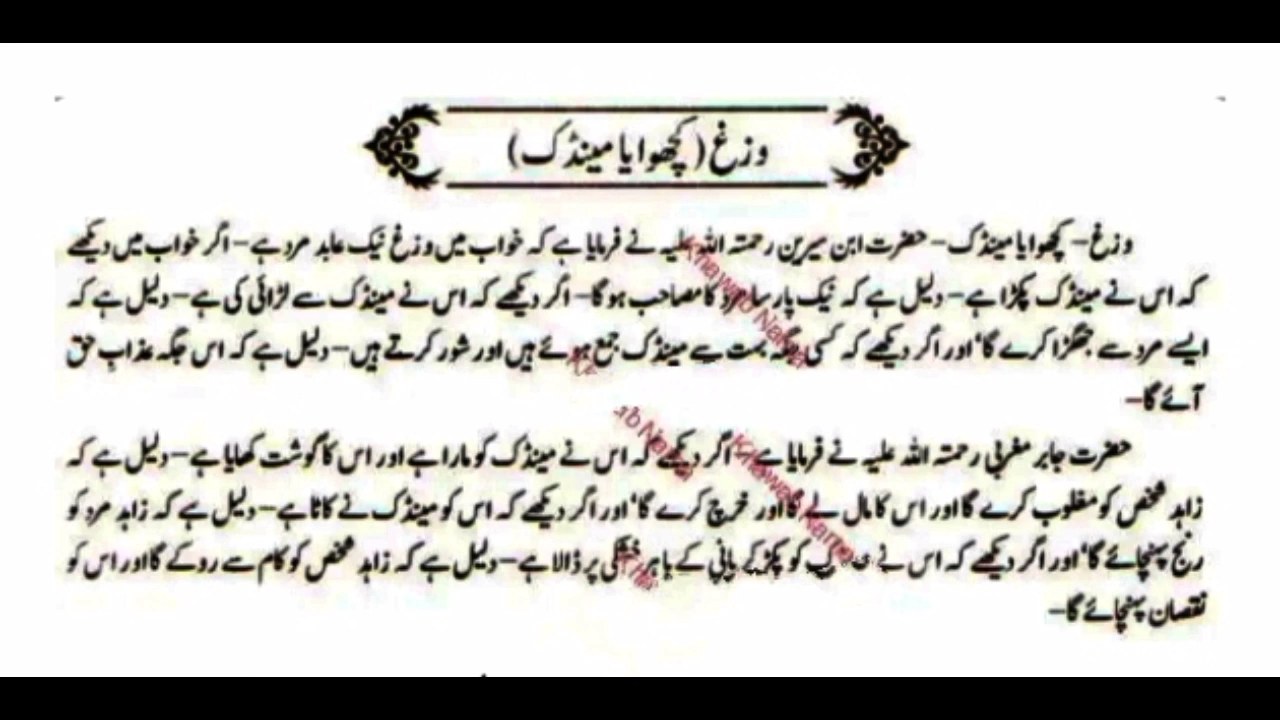 وزغ (کچھوا یا مینڈک)
وزغ- کچھوا یا مینڈک- حضرت ابن سیرین رحمتہ اللہ علیہ نے فرمایا ہے کہ خواب میں وزغ نیک عابد مرد ہے- اگر خواب میں دیکھے
کہ اس نے مینڈک پکڑا ہے- دلیل ہے کہ نیک پارسا مرد کا مصاحب ہو گا- اگر دیکھے کہ اس نے مینڈک سے لڑائی کی ہے- دلیل ہے کہ
ایسے مرد سے جھگڑا کرے گا' اور اگر دیکھے کہ کسی جگہ بہت سے مینڈک جمع ہوئے ہیں اور شور کرتے ہیں- دلیل ہے کہ اس جگہ عذاب حق
آئے گا-
حضرت جابر مغربی رحمتہ اللہ علیہ نے فرمایا ہے اگر دیکھے کہ اس نے مینڈک کو مارا ہے اور اس کا گوشت کھایا ہے- دلیل ہے کہ
زاہد شخص کو مغلوب کرے گا اور اس کا مال لے گا اور خرچ کرے گا' اور اگر دیکھے کہ اس کو مینڈک نے کاٹا ہے- دلیل ہے کہ زاہد مرد کو
رنج پہنچائے گا' اور اگر دیکھے کہ اس نے کو پکڑ کے پانی کے باہر خشکی پر ڈالا ہے- دلیل ہے کہ زاہد شخص کو کام سے روکے گا اور اس کو
نقصان پہنچائے گا-
Khawab Nama
ab Nama
Khawab Nama